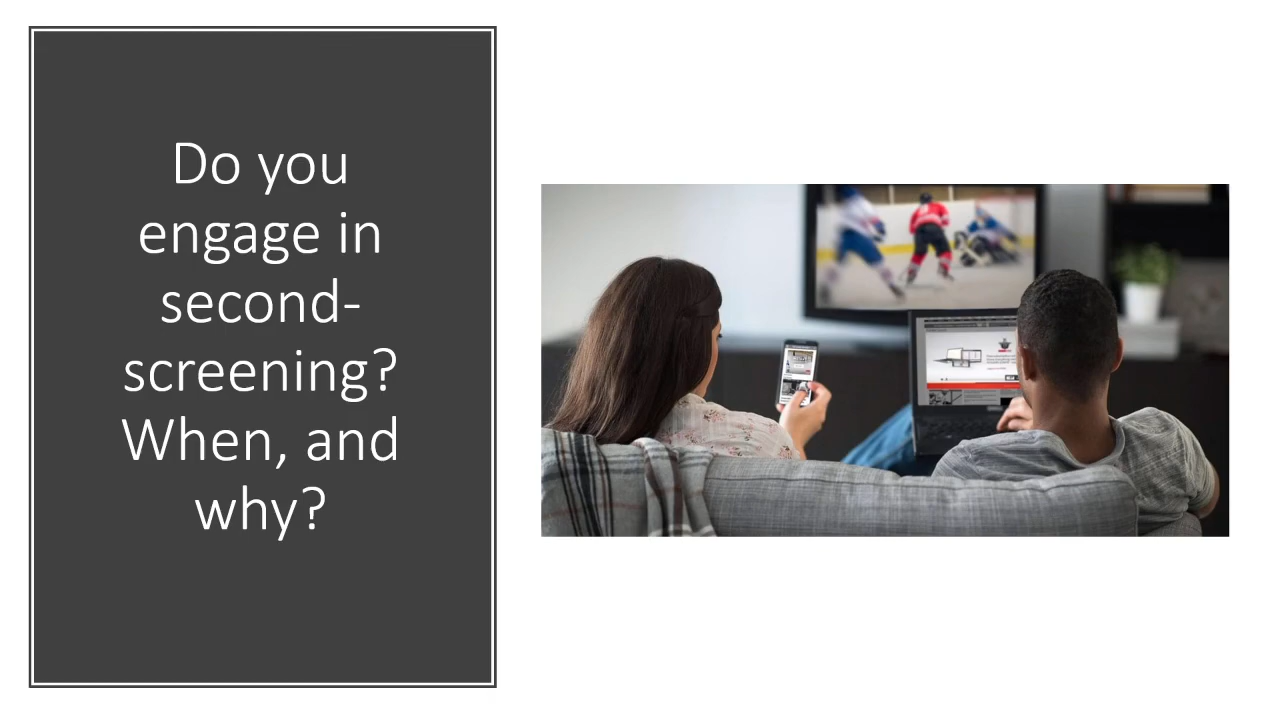 Do you
engage in
second-
screening?
When, and
why?